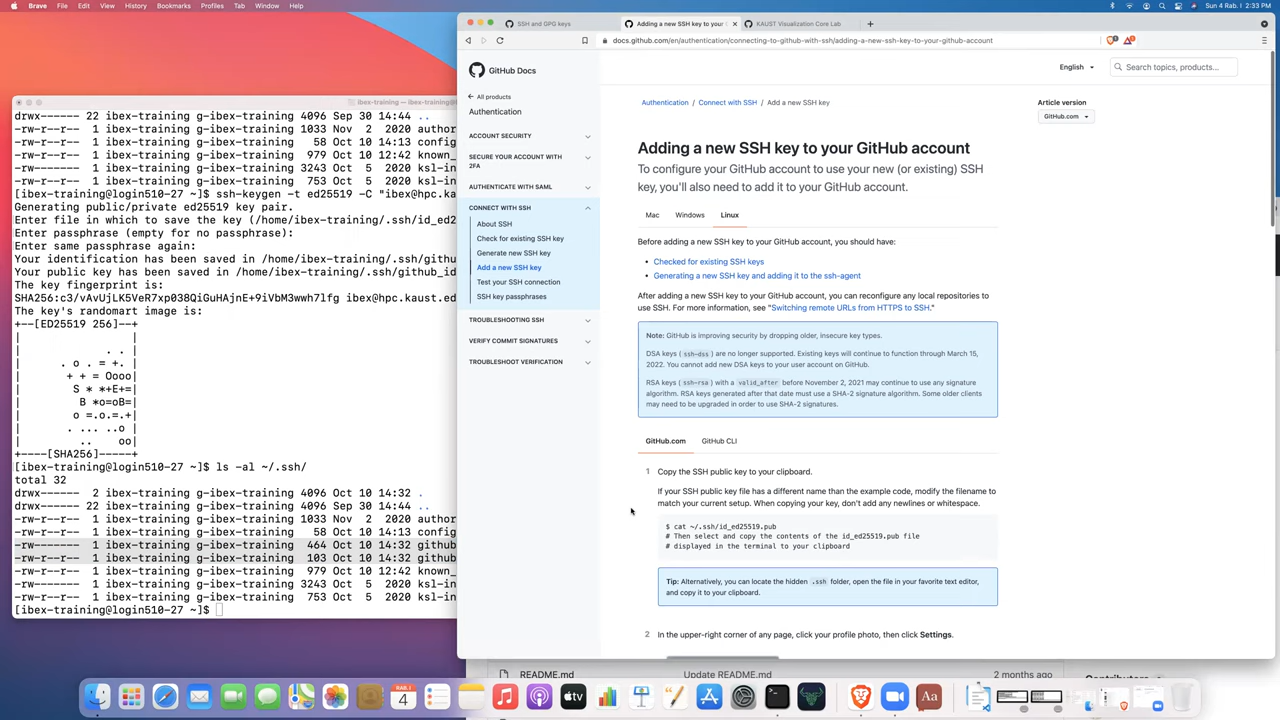 Brave File Edit View History Bookmarks Profiles Tab Window Help
Sun 4 Rab. I 2:33 PM
ibex-training — ibex-training@
drwx------ 22 ibex-training g-ibex-training 4096 Sep 30 14:44 ..
-rw-r--r-- 1 ibex-training g-ibex-training 1033 Nov 2 2020 author
-rw-r--r-- 1 ibex-training g-ibex-training 58 Oct 10 14:13 config
-rw-r--r-- 1 ibex-training g-ibex-training 979 Oct 10 12:42 known_
-rw------- 1 ibex-training g-ibex-training 3243 Oct 5 2020 ksl-in
-rw-r--r-- 1 ibex-training g-ibex-training 753 Oct 5 2020 ksl-in
[ibex-training@login510-27 ~]$ ssh-keygen -t ed25519 -C "ibex@hpc.ka
Generating public/private ed25519 key pair.
Enter file in which to save the key (/home/ibex-training/.ssh/id_ed2
Enter passphrase (empty for no passphrase):
Enter same passphrase again:
Your identification has been saved in /home/ibex-training/.ssh/githu
Your public key has been saved in /home/ibex-training/.ssh/github_id
The key fingerprint is:
SHA256:c3/vAvUjLK5VeR7xp038QiGuHAjnE+9iVbM3wwh7lfg ibex@hpc.kaust.ed
The key's randomart image is:
+--[ED25519 256]--+
| |
| . . |
| . o . = +. |
| + + = Oooo|
| S * *+E+=|
| B *o=oB=|
| o =.o.=.+|
| . ... ..o |
| .. oo|
+----[SHA256]-----+
[ibex-training@login510-27 ~]$ ls -al ~/.ssh/
total 32
drwx------ 2 ibex-training g-ibex-training 4096 Oct 10 14:32 .
drwx------ 22 ibex-training g-ibex-training 4096 Sep 30 14:44 ..
-rw-r--r-- 1 ibex-training g-ibex-training 1033 Nov 2 2020 author
-rw-r--r-- 1 ibex-training g-ibex-training 58 Oct 10 14:13 config
-rw------- 1 ibex-training g-ibex-training 464 Oct 10 14:32 github
-rw-r--r-- 1 ibex-training g-ibex-training 103 Oct 10 14:32 github
-rw-r--r-- 1 ibex-training g-ibex-training 979 Oct 10 12:42 known_
-rw------- 1 ibex-training g-ibex-training 3243 Oct 5 2020 ksl-in
-rw-r--r-- 1 ibex-training g-ibex-training 753 Oct 5 2020 ksl-in
[ibex-training@login510-27 ~]$
SSH and GPG keys
Adding a new SSH key to your
KAUST Visualization Core Lab
docs.github.com/en/authentication/connecting-to-github-with-ssh/adding-a-new-ssh-key-to-your-github-account
GitHub Docs
All products
Authentication
ACCOUNT SECURITY
SECURE YOUR ACCOUNT WITH
2FA
AUTHENTICATE WITH SAML
CONNECT WITH SSH
About SSH
Check for existing SSH key
Generate new SSH key
Add a new SSH key
Test your SSH connection
SSH key passphrases
TROUBLESHOOTING SSH
VERIFY COMMIT SIGNATURES
TROUBLESHOOT VERIFICATION
English
Search topics, products...
Authentication / Connect with SSH / Add a new SSH key
Article version
GitHub.com
Adding a new SSH key to your GitHub account
To configure your GitHub account to use your new (or existing) SSH
key, you'll also need to add it to your GitHub account.
Mac Windows Linux
Before adding a new SSH key to your GitHub account, you should have:
• Checked for existing SSH keys
• Generating a new SSH key and adding it to the ssh-agent
After adding a new SSH key to your GitHub account, you can reconfigure any local repositories
to use SSH. For more information, see "Switching remote URLs from HTTPS to SSH."
Note: GitHub is improving security by dropping older, insecure key types.
DSA keys ( ssh-dss ) are no longer supported. Existing keys will continue to function through March 15,
2022. You cannot add new DSA keys to your user account on GitHub.
RSA keys ( ssh-rsa ) with a valid_after before November 2, 2021 may continue to use any signature
algorithm. RSA keys generated after that date must use a SHA-2 signature algorithm. Some older clients
may need to be upgraded in order to use SHA-2 signatures.
GitHub.com GitHub CLI
1 Copy the SSH public key to your clipboard.
If your SSH public key file has a different name than the example code, modify the filename to
match your current setup. When copying your key, don't add any newlines or whitespace.
$ cat ~/.ssh/id_ed25519.pub
# Then select and copy the contents of the id_ed25519.pub file
# displayed in the terminal to your clipboard
Tip: Alternatively, you can locate the hidden .ssh folder, open the file in your favorite text editor,
and copy it to your clipboard.
2 In the upper-right corner of any page, click your profile photo, then click Settings.
README.md Update README.md 2 months ago